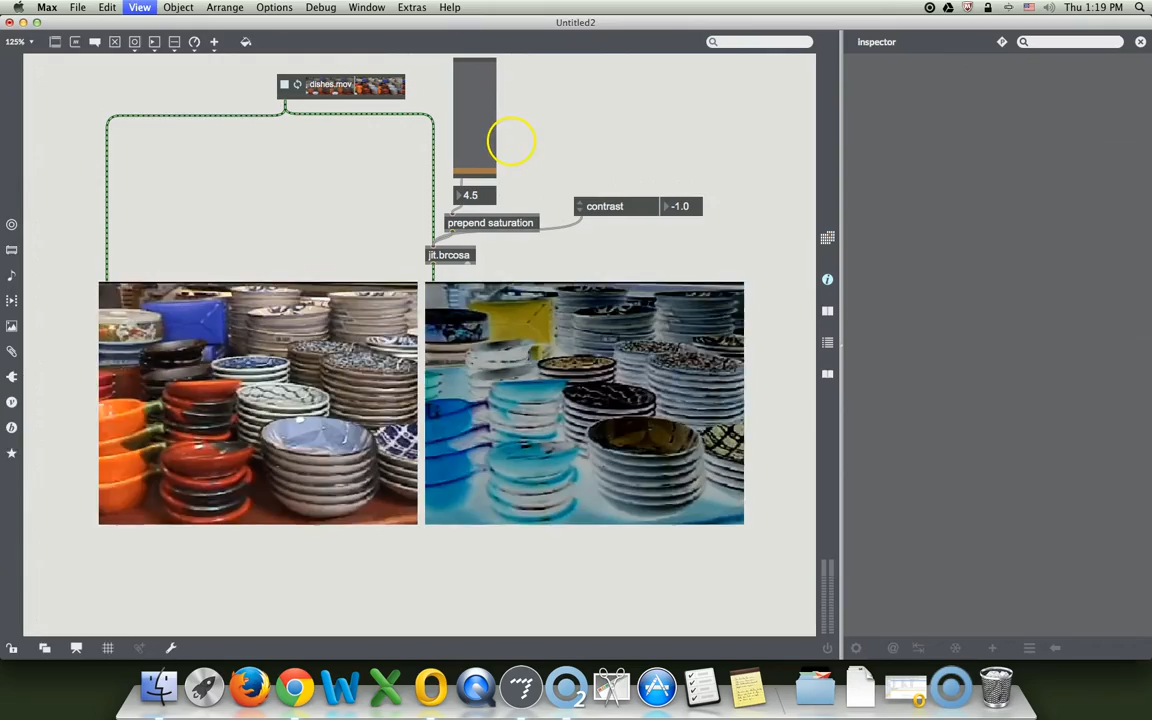 Max File Edit View Object Arrange Options Debug Window Extras Help Thu 1:19 PM
Untitled2
125%
inspector
dishes.mov
4.5
contrast -1.0
prepend saturation
jit.brcosa
2